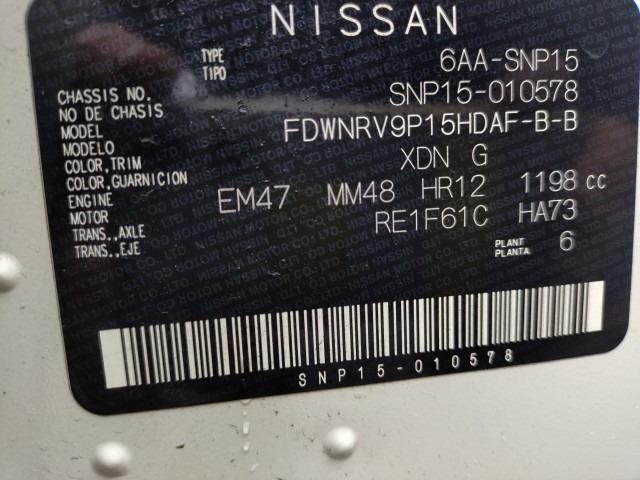 NISSAN
TYPE 6AA-SNP15
TIPO
CHASSIS NO. SNP15-010578
NO DE CHASIS
MODEL FDWNRV9P15HDAF-B-B
MODELO
COLOR,TRIM XDN G
COLOR,GUARNICION
ENGINE EM47 MM48 HR12 1198 cc
MOTOR
TRANS.,AXLE RE1F61C HA73
TRANS.,EJE
PLANT 6
PLANTA
SNP15-010578